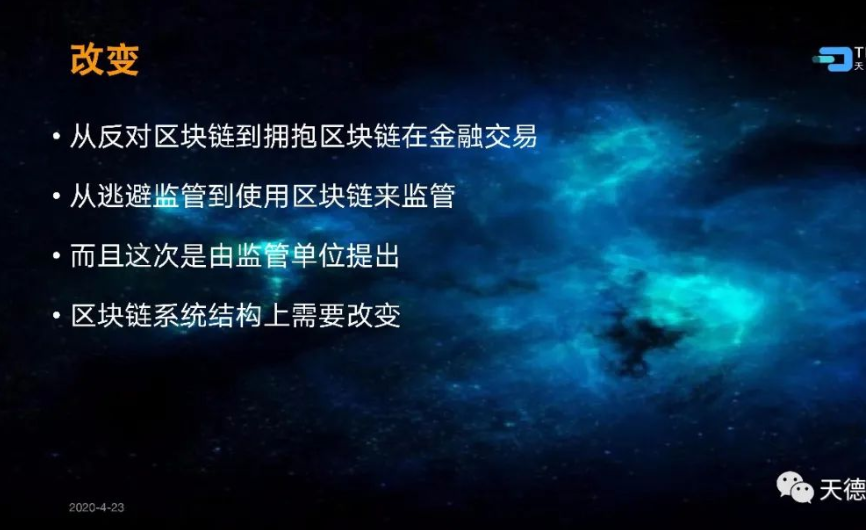 改变
• 从反对区块链到拥抱区块链在金融交易
• 从逃避监管到使用区块链来监管
• 而且这次是由监管单位提出
• 区块链系统结构上需要改变
2020-4-23
天德